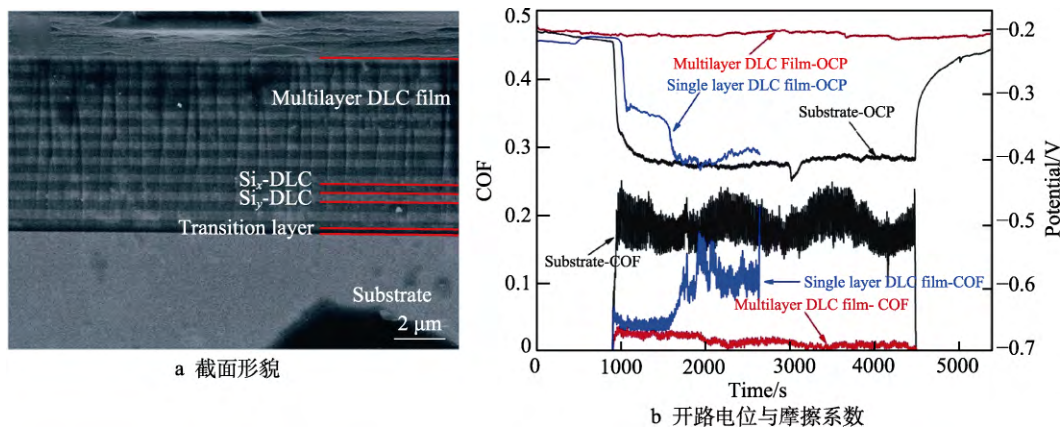 Multilayer DLC film
Siₓ-DLC
Siᵧ-DLC
Transition layer
Substrate
2 μm
a 截面形貌
0.5
0.4
0.3
0.2
0.1
0
COF
Multilayer DLC Film-OCP
Single layer DLC film-OCP
Substrate-OCP
Substrate-COF
Single layer DLC film-COF
Multilayer DLC film- COF
−0.2
−0.3
−0.4
−0.5
−0.6
−0.7
Potential/V
0 1000 2000 3000 4000 5000
Time/s
b 开路电位与摩擦系数